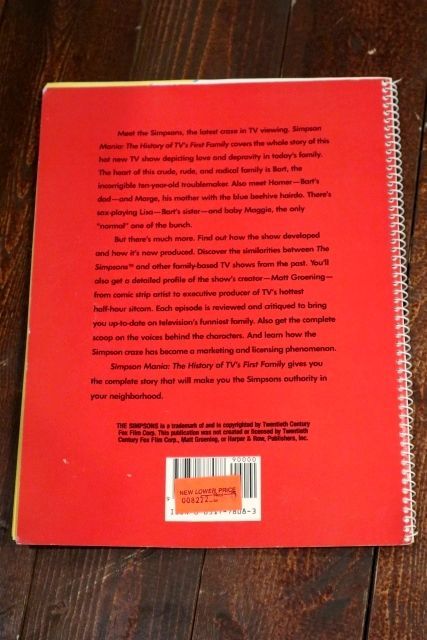 Meet the Simpsons, the latest craze in TV viewing. Simpson
Mania: The History of TV's First Family covers the whole story of this
hot new TV show depicting love and depravity in today's family.
The heart of this crude, rude, and radical family is Bart, the
incorrigible ten-year-old troublemaker. Also meet Homer—Bart's
dad—and Marge, his mother with the blue beehive hairdo. There's
sax-playing Lisa—Bart's sister—and baby Maggie, the only
"normal" one of the bunch.
But there's much more. Find out how the show developed
and how it's now produced. Discover the similarities between The
Simpsons™ and other family-based TV shows from the past. You'll
also get a detailed profile of the show's creator—Matt Groening—
from comic strip artist to executive producer of TV's hottest
half-hour sitcom. Each episode is reviewed and critiqued to bring
you up-to-date on television's funniest family. Also get the complete
scoop on the voices behind the characters. And learn how the
Simpson craze has become a marketing and licensing phenomenon.
Simpson Mania: The History of TV's First Family gives you
the complete story that will make you the Simpsons authority in
your neighborhood.
THE SIMPSONS is a trademark of and is copyrighted by Twentieth Century
Fox Film Corp. This publication was not created or licensed by Twentieth
Century Fox Film Corp., Matt Groening, or Harper & Row, Publishers, Inc.
90000
9
NEW LOWER PRICE